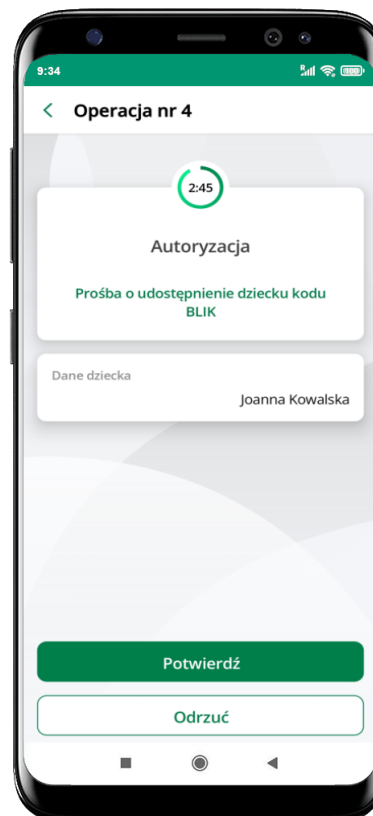 9:34
Operacja nr 4
2:45
Autoryzacja
Prośba o udostępnienie dziecku kodu
BLIK
Dane dziecka
Joanna Kowalska
Potwierdź
Odrzuć